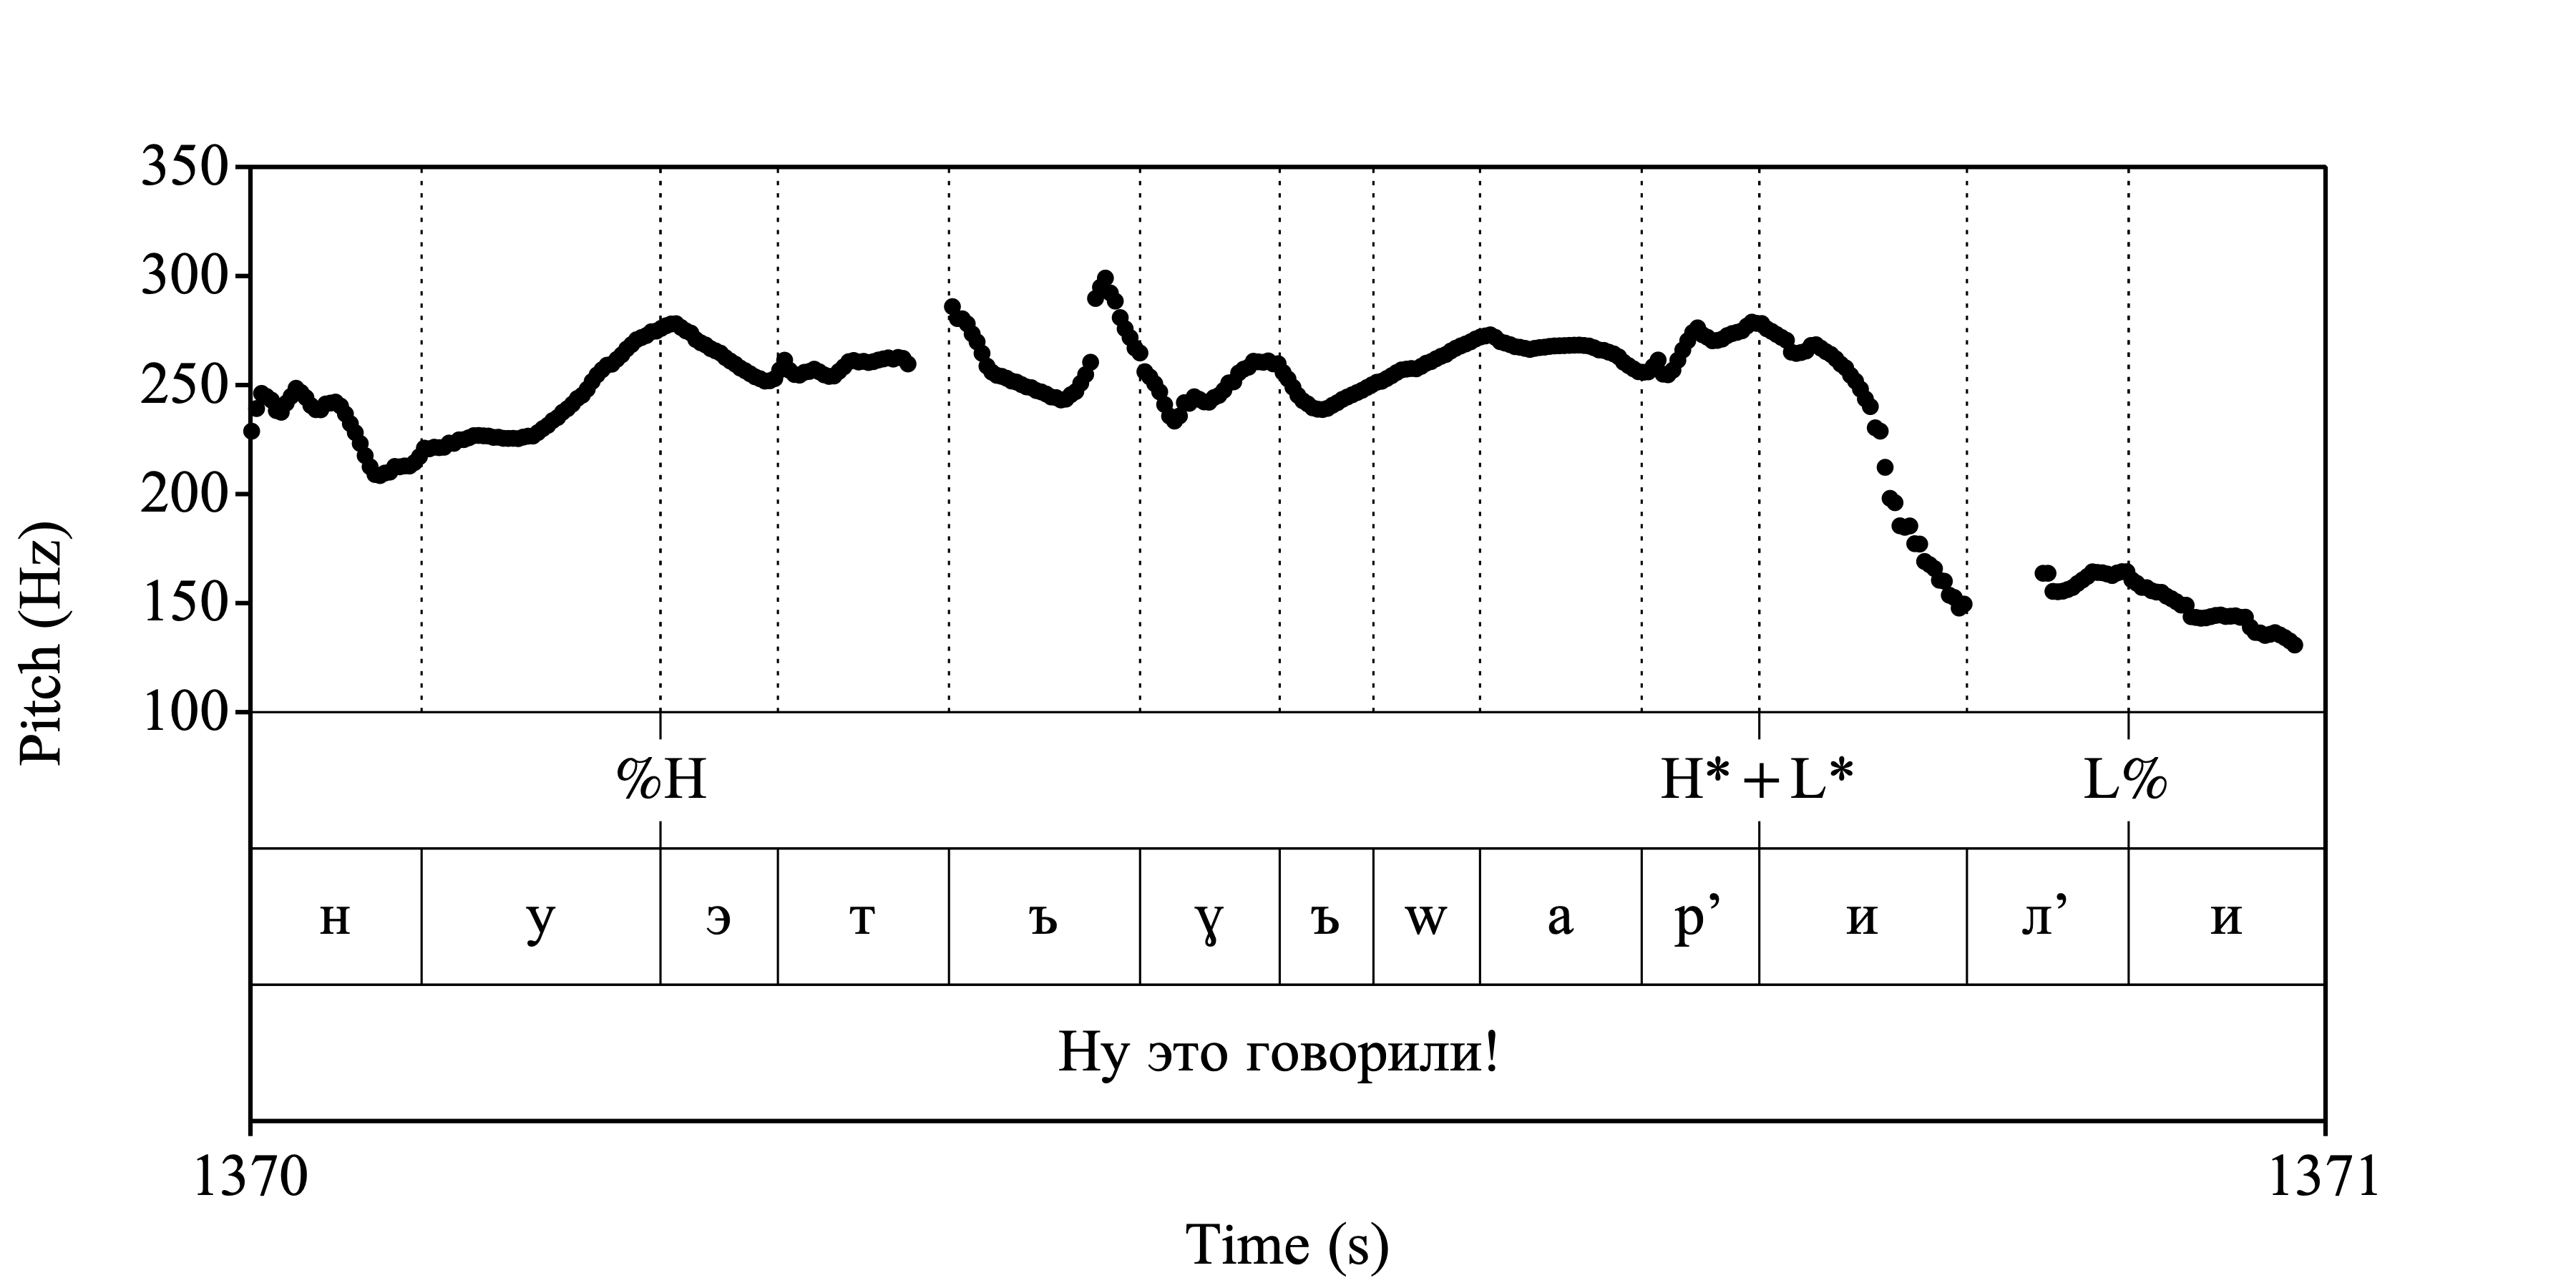 350
300
250
200
150
100
Pitch (Hz)
%H H*+L* L%
н у э т ъ ɣ ъ w а р’ и л’ и
Ну это говорили!
1370 1371
Time (s)